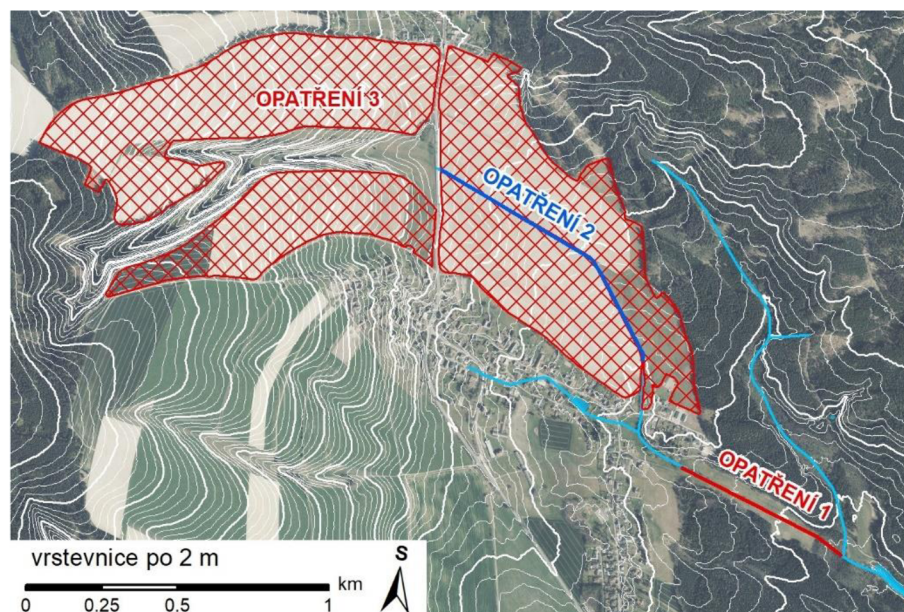 OPATŘENÍ 3
OPATŘENÍ 2
OPATŘENÍ 1
vrstevnice po 2 m
S
km
0 0.25 0.5 1